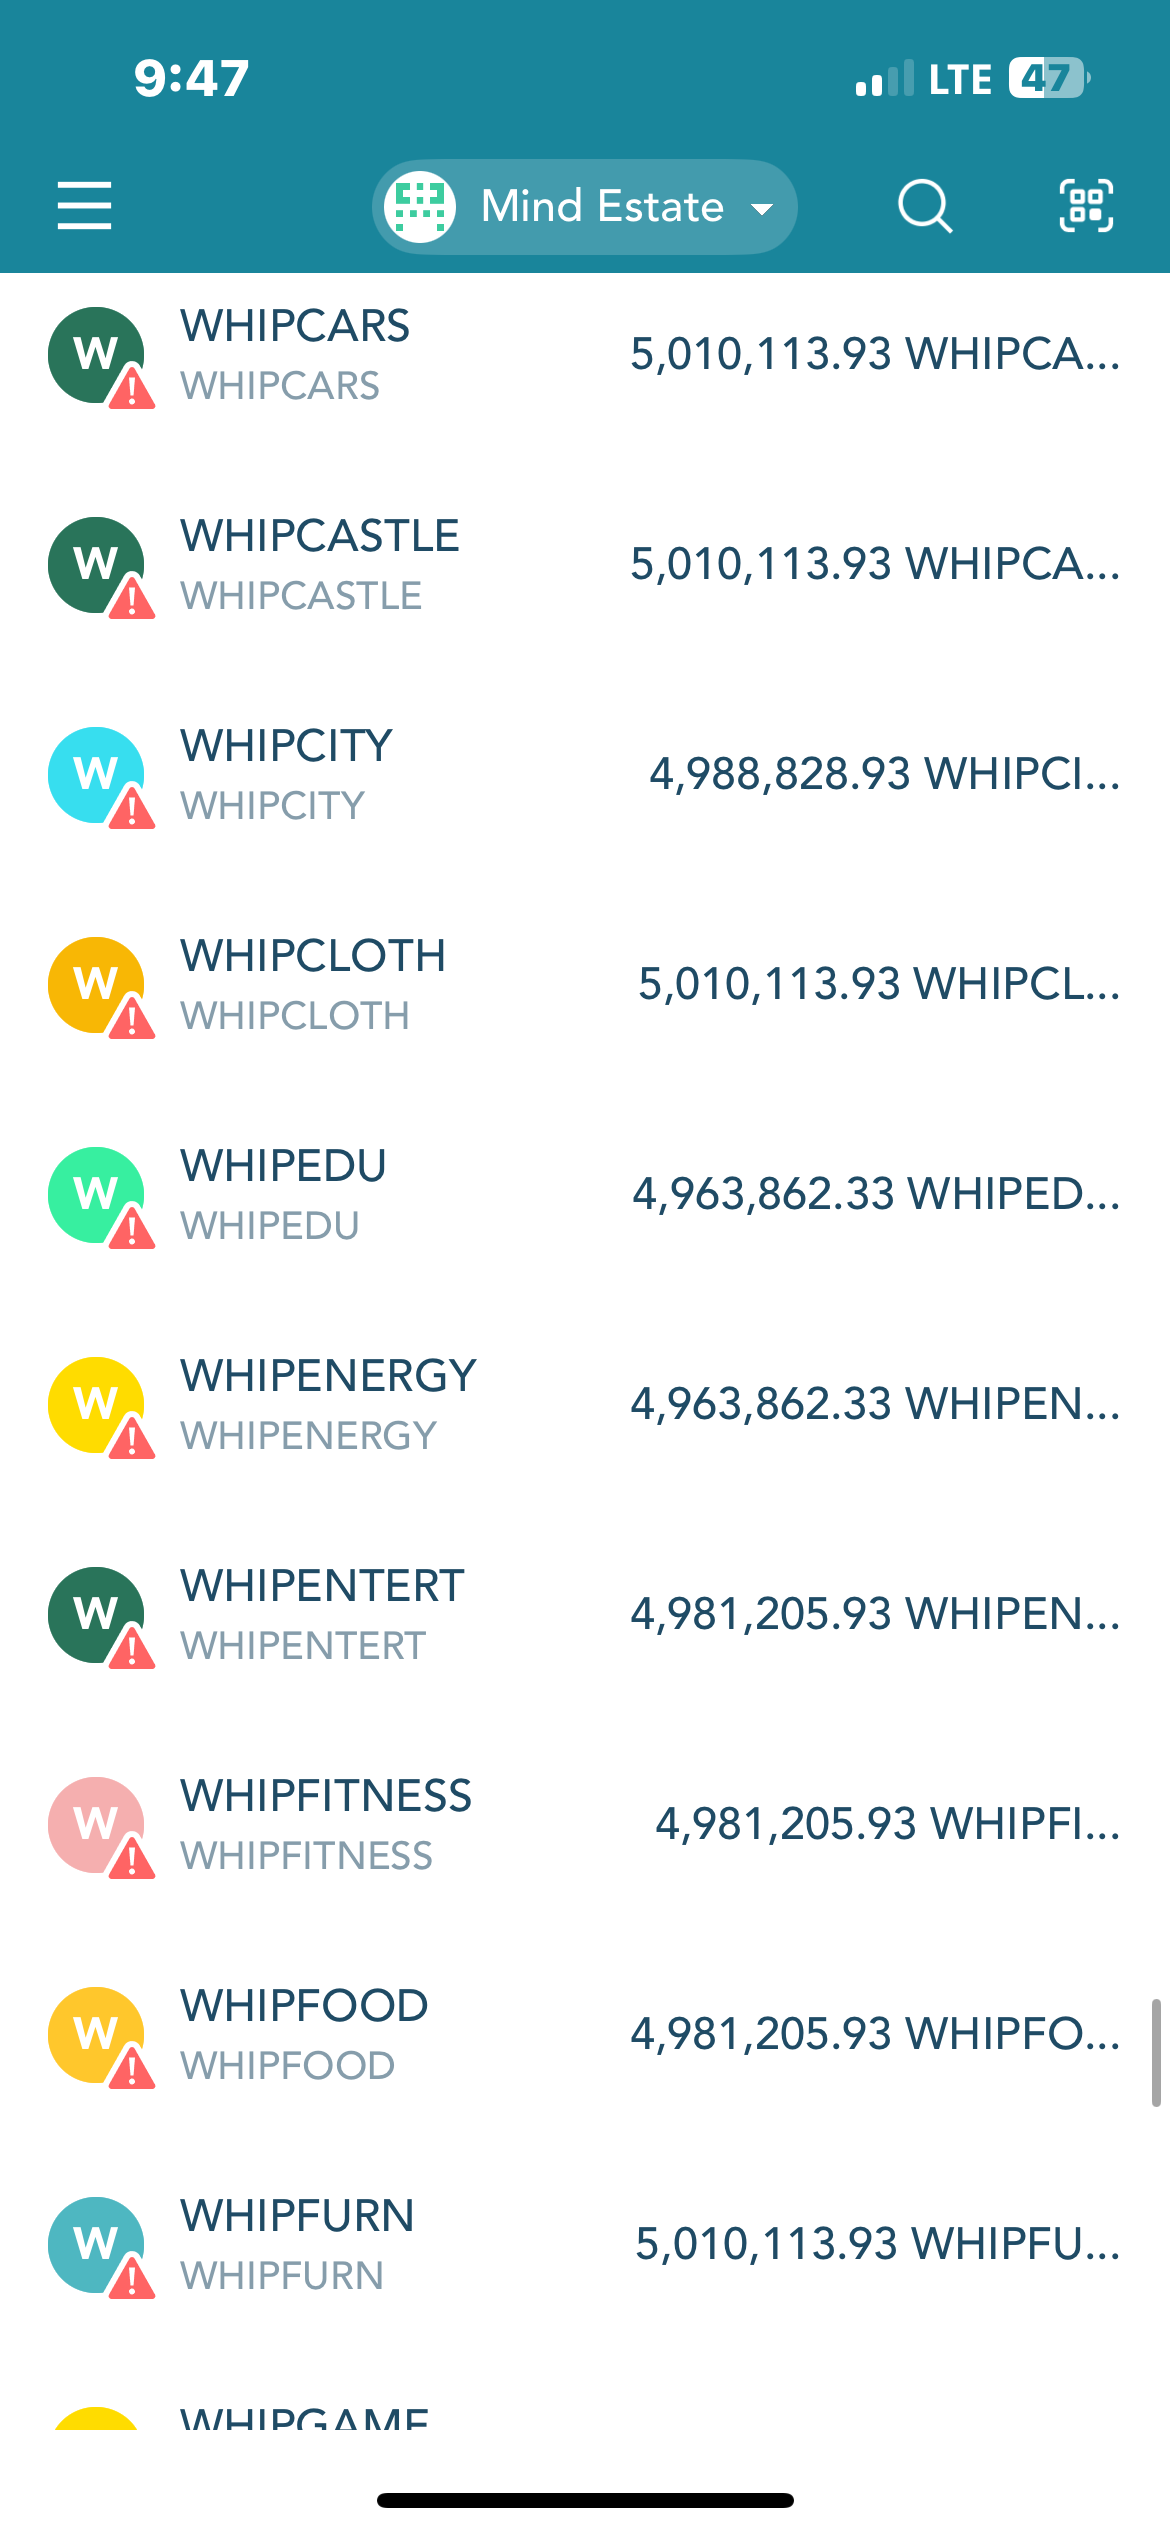 9:47
LTE 47
Mind Estate
W WHIPCARS
WHIPCARS
5,010,113.93 WHIPCA...
W WHIPCASTLE
WHIPCASTLE
5,010,113.93 WHIPCA...
W WHIPCITY
WHIPCITY
4,988,828.93 WHIPCI...
W WHIPCLOTH
WHIPCLOTH
5,010,113.93 WHIPCL...
W WHIPEDU
WHIPEDU
4,963,862.33 WHIPED...
W WHIPENERGY
WHIPENERGY
4,963,862.33 WHIPEN...
W WHIPENTERT
WHIPENTERT
4,981,205.93 WHIPEN...
W WHIPFITNESS
WHIPFITNESS
4,981,205.93 WHIPFI...
W WHIPFOOD
WHIPFOOD
4,981,205.93 WHIPFO...
W WHIPFURN
WHIPFURN
5,010,113.93 WHIPFU...
WHIPGAME